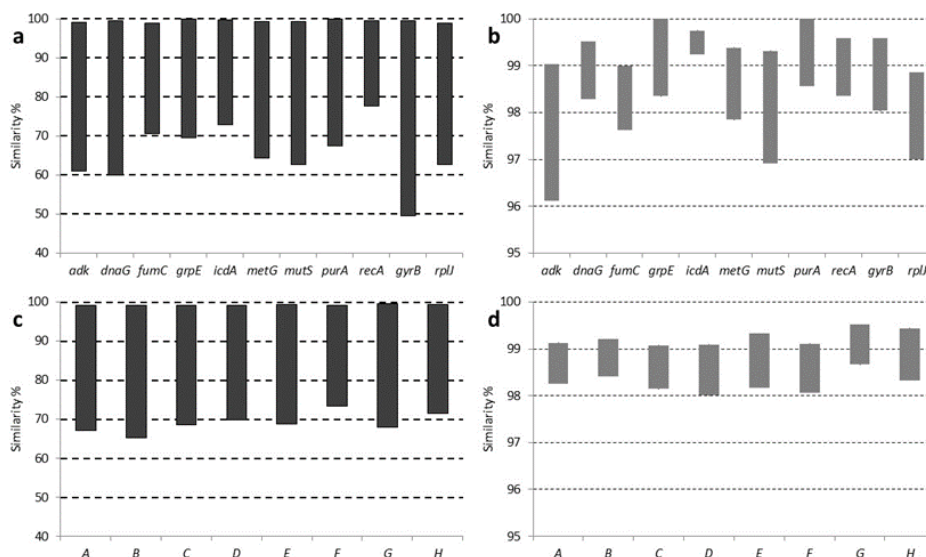 a
Similarity %
100
90
80
70
60
50
40
adk dnaG fumC grpE icdA metG mutS purA recA gyrB rplJ
b
Similarity %
100
99
98
97
96
95
adk dnaG fumC grpE icdA metG mutS purA recA gyrB rplJ
c
Similarity %
100
90
80
70
60
50
40
A B C D E F G H
d
Similarity %
100
99
98
97
96
95
A B C D E F G H